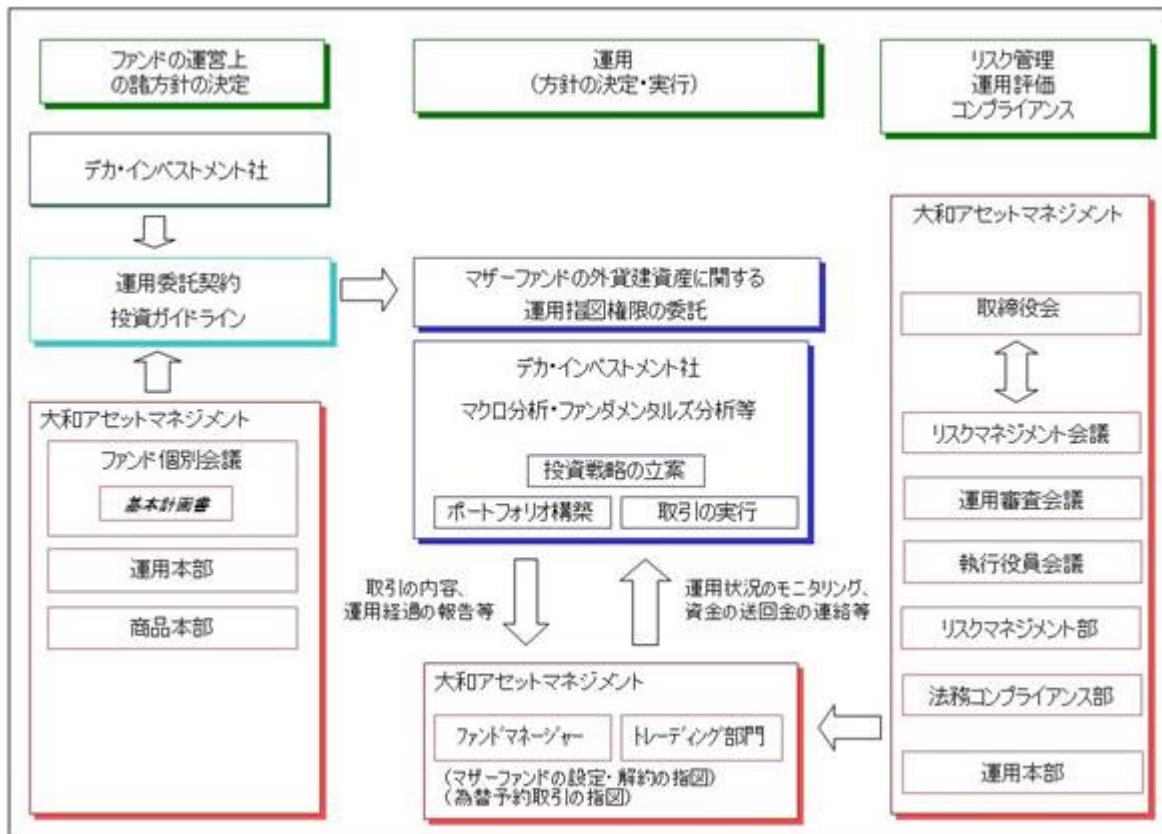 ファンドの運営上
の諸方針の決定
運用
(方針の決定・実行)
リスク管理
運用評価
コンプライアンス
デカ・インベストメント社
運用委託契約
投資ガイドライン
大和アセットマネジメント
ファンド個別会議
基本計画書
運用本部
商品本部
マザーファンドの外貨建資産に関する
運用指図権限の委託
デカ・インベストメント社
マクロ分析・ファンダメンタルズ分析等
投資戦略の立案
ポートフォリオ構築
取引の実行
取引の内容、
運用経過の報告等
運用状況のモニタリング、
資金の送回金の連絡等
大和アセットマネジメント
ファンドマネージャー
トレーディング部門
(マザーファンドの設定・解約の指図)
(為替予約取引の指図)
大和アセットマネジメント
取締役会
リスクマネジメント会議
運用審査会議
執行役員会議
リスクマネジメント部
法務コンプライアンス部
運用本部